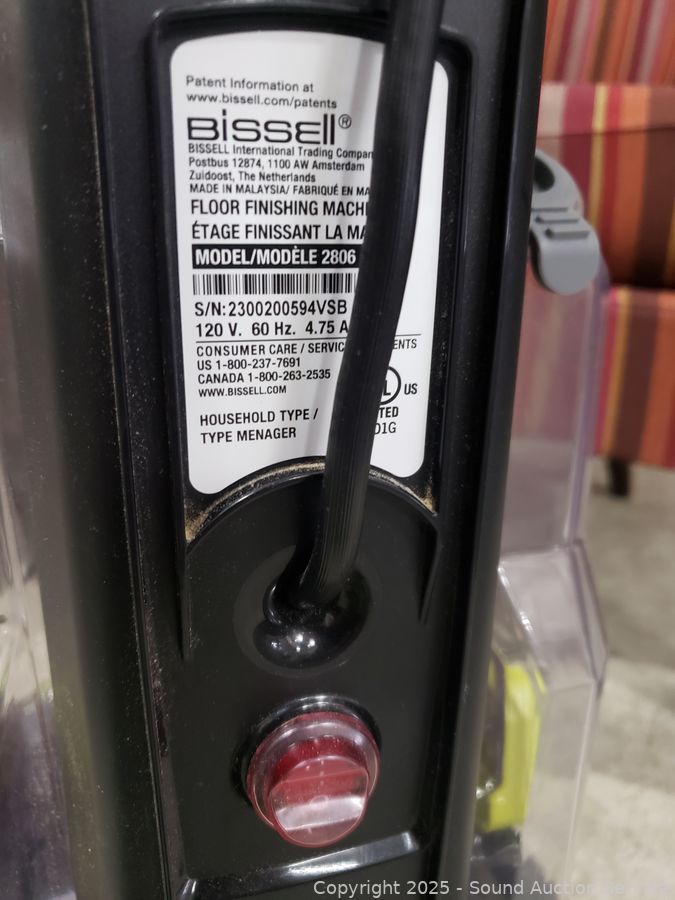 Patent Information at
www.bissell.com/patents
BISSELL®
BISSELL International Trading Compan
Postbus 12874, 1100 AW Amsterdam
Zuidoost, The Netherlands
MADE IN MALAYSIA/ FABRIQUÉ EN MA
FLOOR FINISHING MACHI
ÉTAGE FINISSANT LA MA
MODEL/MODÈLE 2806
S/N:2300200594VSB
120 V. 60 Hz. 4.75 A
CONSUMER CARE / SERVIC ENTS
US 1-800-237-7691
CANADA 1-800-263-2535
WWW.BISSELL.COM
L US
TED
D1G
HOUSEHOLD TYPE /
TYPE MENAGER
Copyright 2025 - Sound Auction Service